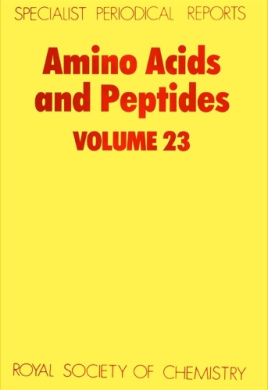 SPECIALIST PERIODICAL REPORTS
Amino Acids
and Peptides
VOLUME 23
ROYAL SOCIETY OF CHEMISTRY